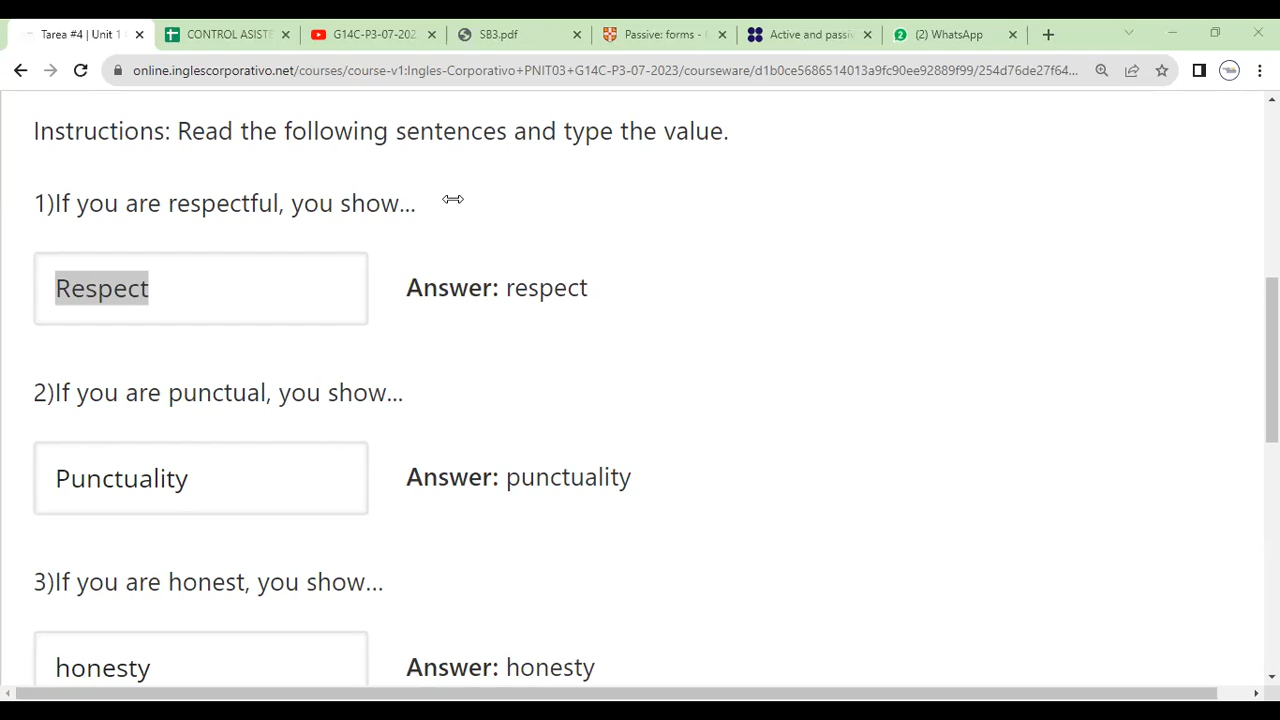 Tarea #4 | Unit 1
CONTROL ASISTE
G14C-P3-07-202
SB3.pdf
Passive: forms -
Active and passiv
(2) WhatsApp
online.inglescorporativo.net/courses/course-v1:Ingles-Corporativo+PNIT03+G14C-P3-07-2023/courseware/d1b0ce5686514013a9fc90ee92889f99/254d76de27f64...
Instructions: Read the following sentences and type the value.
1)If you are respectful, you show...
Respect
Answer: respect
2)If you are punctual, you show...
Punctuality
Answer: punctuality
3)If you are honest, you show...
honesty
Answer: honesty